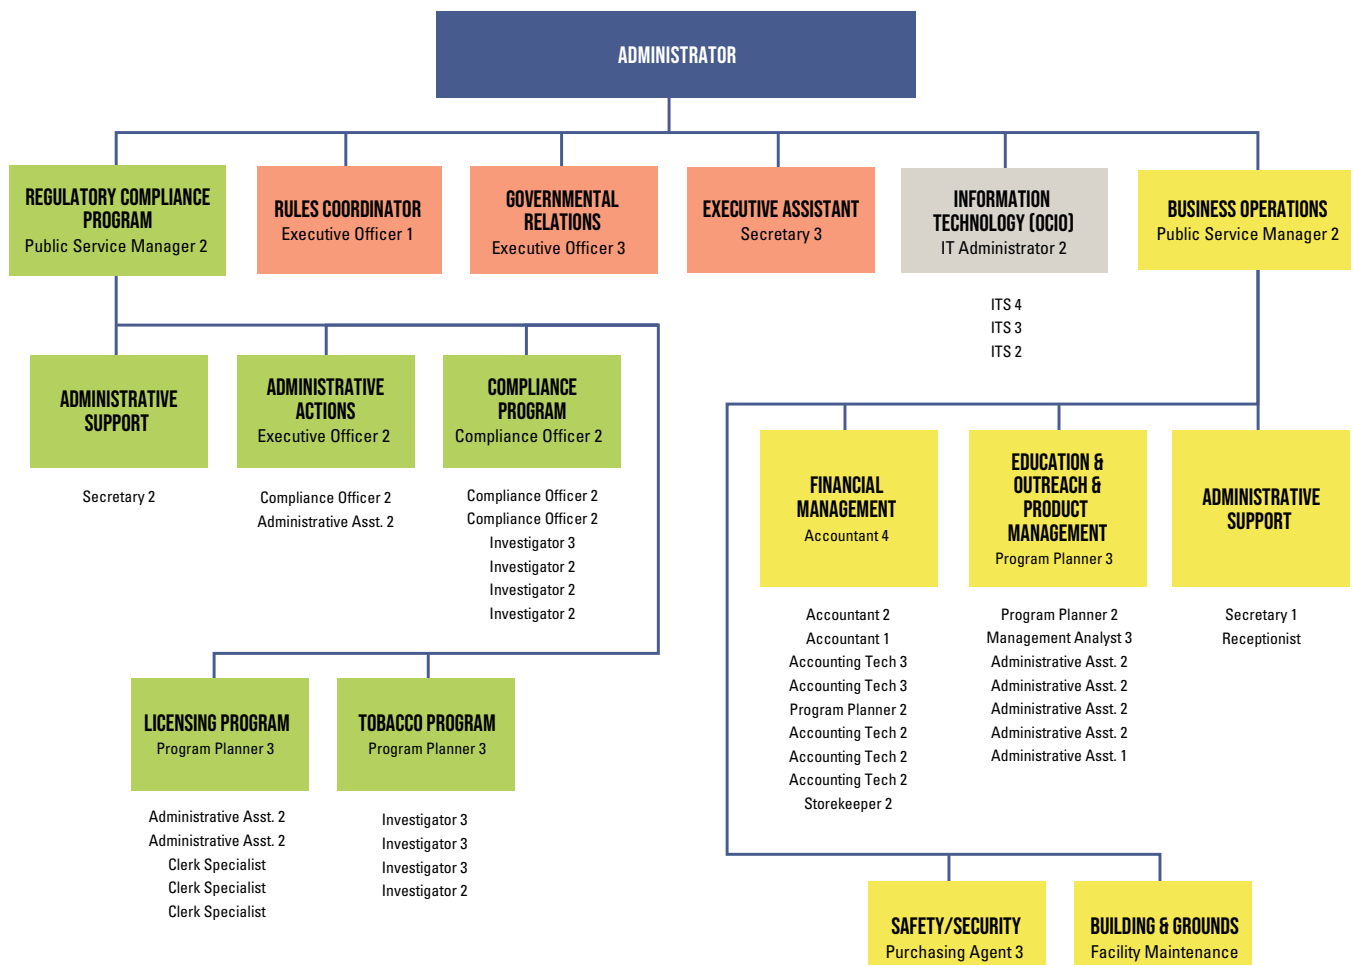 ADMINISTRATOR
REGULATORY COMPLIANCE
PROGRAM
Public Service Manager 2
RULES COORDINATOR
Executive Officer 1
GOVERNMENTAL
RELATIONS
Executive Officer 3
EXECUTIVE ASSISTANT
Secretary 3
INFORMATION
TECHNOLOGY (OCIO)
IT Administrator 2
ITS 4
ITS 3
ITS 2
BUSINESS OPERATIONS
Public Service Manager 2
ADMINISTRATIVE
SUPPORT
Secretary 2
ADMINISTRATIVE
ACTIONS
Executive Officer 2
Compliance Officer 2
Administrative Asst. 2
COMPLIANCE
PROGRAM
Compliance Officer 2
Compliance Officer 2
Compliance Officer 2
Investigator 3
Investigator 2
Investigator 2
Investigator 2
LICENSING PROGRAM
Program Planner 3
Administrative Asst. 2
Administrative Asst. 2
Clerk Specialist
Clerk Specialist
Clerk Specialist
TOBACCO PROGRAM
Program Planner 3
Investigator 3
Investigator 3
Investigator 3
Investigator 2
FINANCIAL
MANAGEMENT
Accountant 4
Accountant 2
Accountant 1
Accounting Tech 3
Accounting Tech 3
Program Planner 2
Accounting Tech 2
Accounting Tech 2
Accounting Tech 2
Storekeeper 2
EDUCATION &
OUTREACH &
PRODUCT
MANAGEMENT
Program Planner 3
Program Planner 2
Management Analyst 3
Administrative Asst. 2
Administrative Asst. 2
Administrative Asst. 2
Administrative Asst. 2
Administrative Asst. 1
ADMINISTRATIVE
SUPPORT
Secretary 1
Receptionist
SAFETY/SECURITY
Purchasing Agent 3
BUILDING & GROUNDS
Facility Maintenance